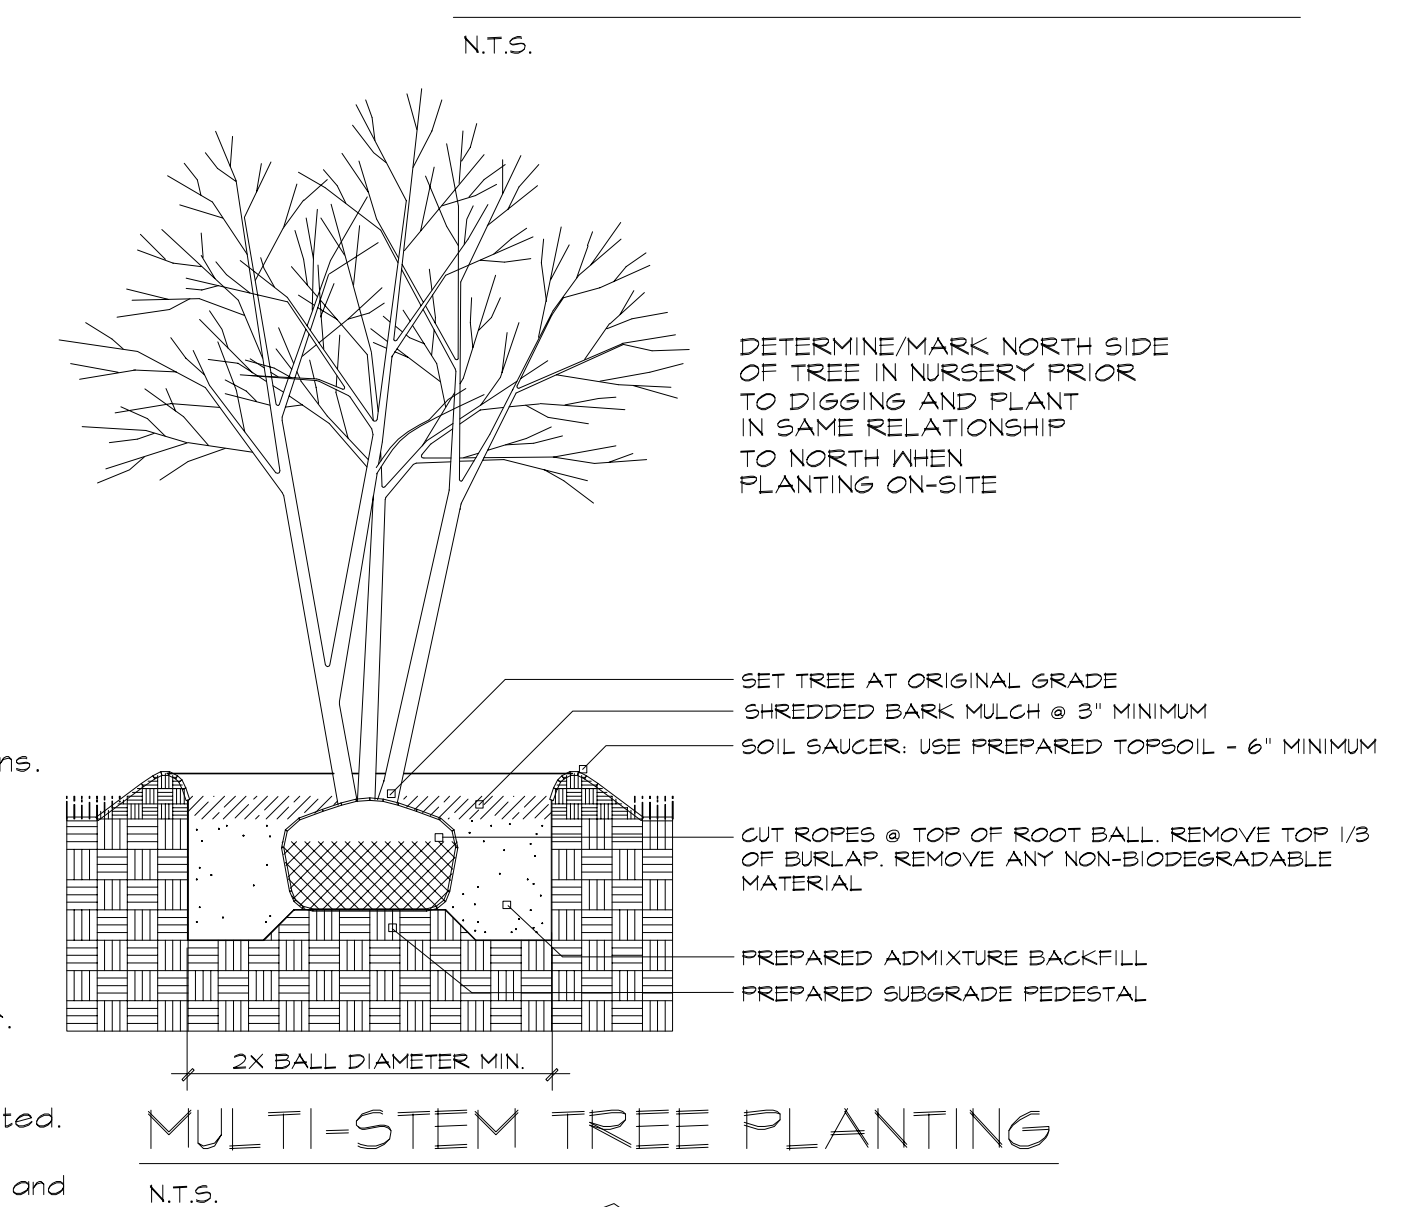 N.T.S.
DETERMINE/MARK NORTH SIDE
OF TREE IN NURSERY PRIOR
TO DIGGING AND PLANT
IN SAME RELATIONSHIP
TO NORTH WHEN
PLANTING ON-SITE
SET TREE AT ORIGINAL GRADE
SHREDDED BARK MULCH @ 3" MINIMUM
SOIL SAUCER: USE PREPARED TOPSOIL - 6" MINIMUM
ns.
CUT ROPES @ TOP OF ROOT BALL. REMOVE TOP 1/3
OF BURLAP. REMOVE ANY NON-BIODEGRADABLE
MATERIAL
PREPARED ADMIXTURE BACKFILL
PREPARED SUBGRADE PEDESTAL
2X BALL DIAMETER MIN.
ted.
MULTI-STEM TREE PLANTING
and
N.T.S.